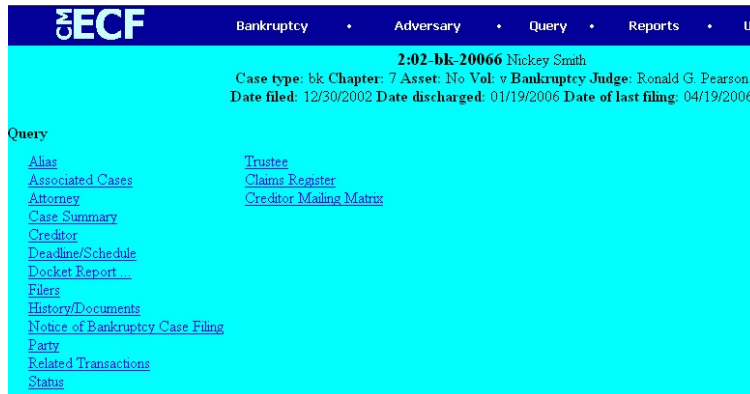 CM ECF Bankruptcy • Adversary • Query • Reports • U
2:02-bk-20066 Nickey Smith
Case type: bk Chapter: 7 Asset: No Vol: v Bankruptcy Judge: Ronald G. Pearson
Date filed: 12/30/2002 Date discharged: 01/19/2006 Date of last filing: 04/19/2006
Query
Alias
Associated Cases
Attorney
Case Summary
Creditor
Deadline/Schedule
Docket Report ...
Filers
History/Documents
Notice of Bankruptcy Case Filing
Party
Related Transactions
Status
Trustee
Claims Register
Creditor Mailing Matrix